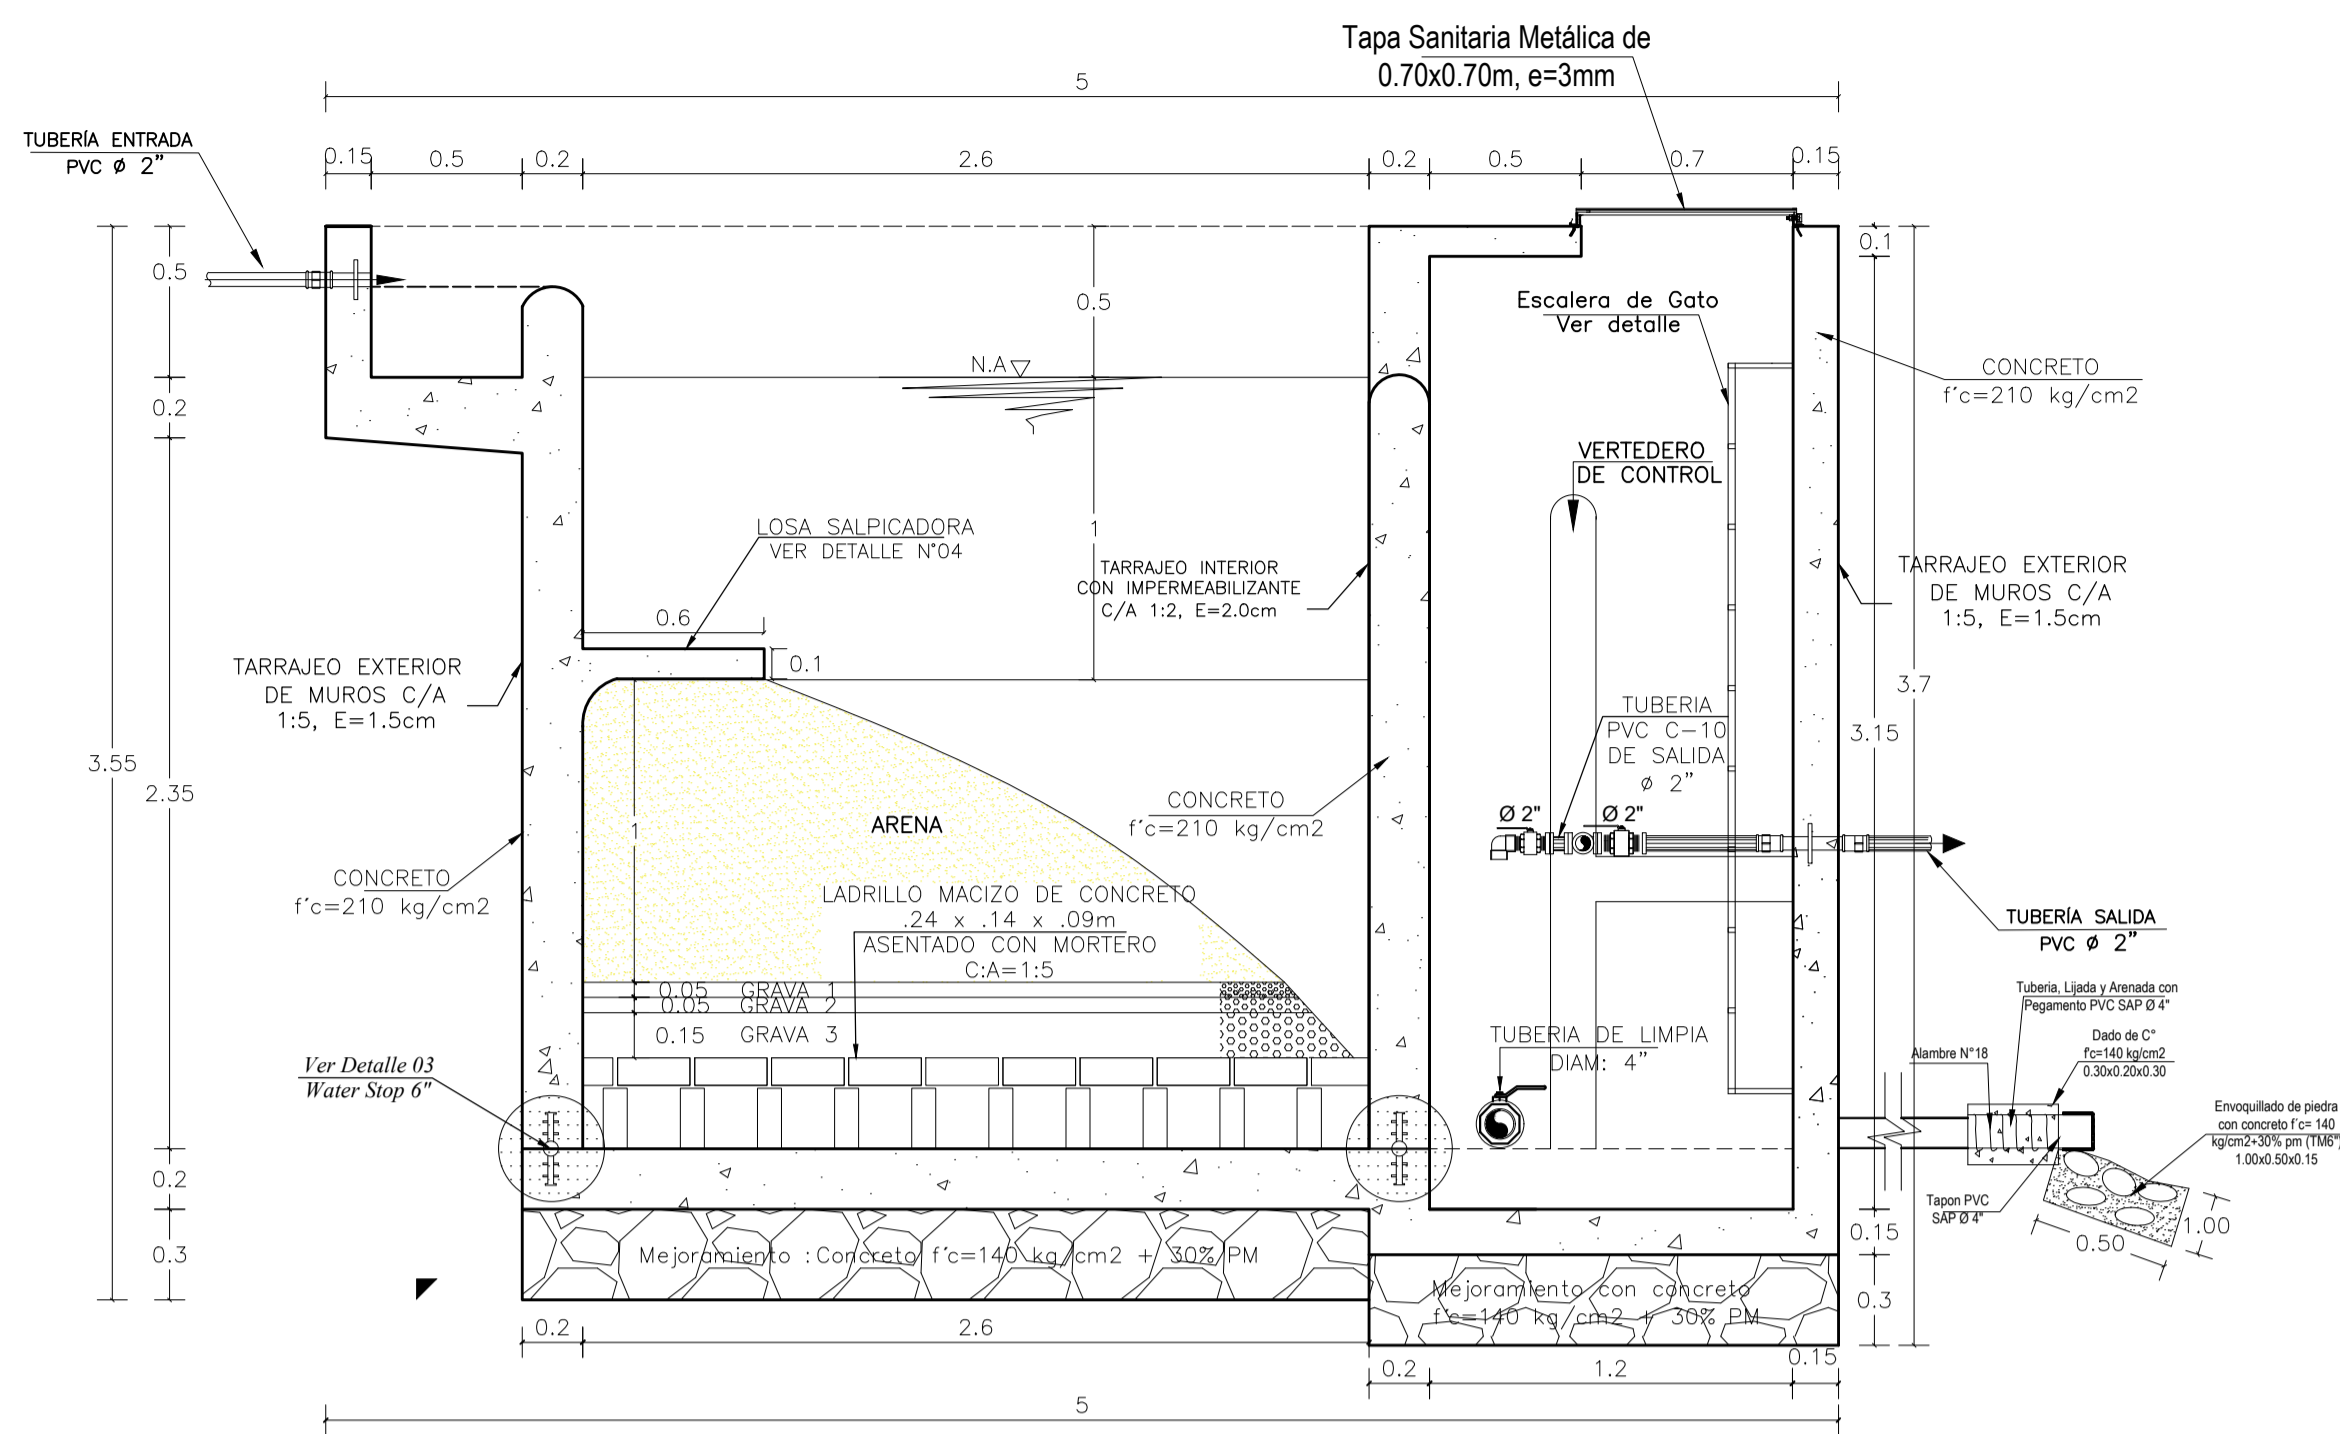 Tapa Sanitaria Metálica de
0.70x0.70m, e=3mm
5
TUBERÍA ENTRADA
PVC Ø 2"
0.15
0.5
0.2
2.6
0.2
0.5
0.7
0.15
0.5
0.5
0.1
Escalera de Gato
Ver detalle
N.A
CONCRETO
f'c=210 kg/cm2
0.2
VERTEDERO
DE CONTROL
LOSA SALPICADORA
VER DETALLE N°04
1
TARRAJEO INTERIOR
CON IMPERMEABILIZANTE
C/A 1:2, E=2.0cm
TARRAJEO EXTERIOR
DE MUROS C/A
1:5, E=1.5cm
0.6
0.1
TARRAJEO EXTERIOR
DE MUROS C/A
1:5, E=1.5cm
3.7
TUBERIA
PVC C-10
DE SALIDA
ø 2"
3.15
3.55
2.35
1
ARENA
CONCRETO
f'c=210 kg/cm2
Ø 2"
Ø 2"
CONCRETO
f'c=210 kg/cm2
LADRILLO MACIZO DE CONCRETO
.24 x .14 x .09m
ASENTADO CON MORTERO
C:A=1:5
TUBERÍA SALIDA
PVC Ø 2"
0.05 GRAVA 1
0.05 GRAVA 2
0.15 GRAVA 3
Tuberia, Lijada y Arenada con
Pegamento PVC SAP Ø 4"
TUBERIA DE LIMPIA
DIAM: 4"
Dado de C°
f'c=140 kg/cm2
0.30x0.20x0.30
Alambre N°18
Ver Detalle 03
Water Stop 6"
Envoquillado de piedra
con concreto f'c= 140
kg/cm2+30% pm (TM6")
1.00x0.50x0.15
Tapon PVC
SAP Ø 4"
0.2
0.15
1.00
0.50
0.3
Mejoramiento :Concreto f'c=140 kg/cm2 + 30% PM
Mejoramiento con concreto
f'c=140 kg/cm2 + 30% PM
0.3
0.2
2.6
0.2
1.2
0.15
5